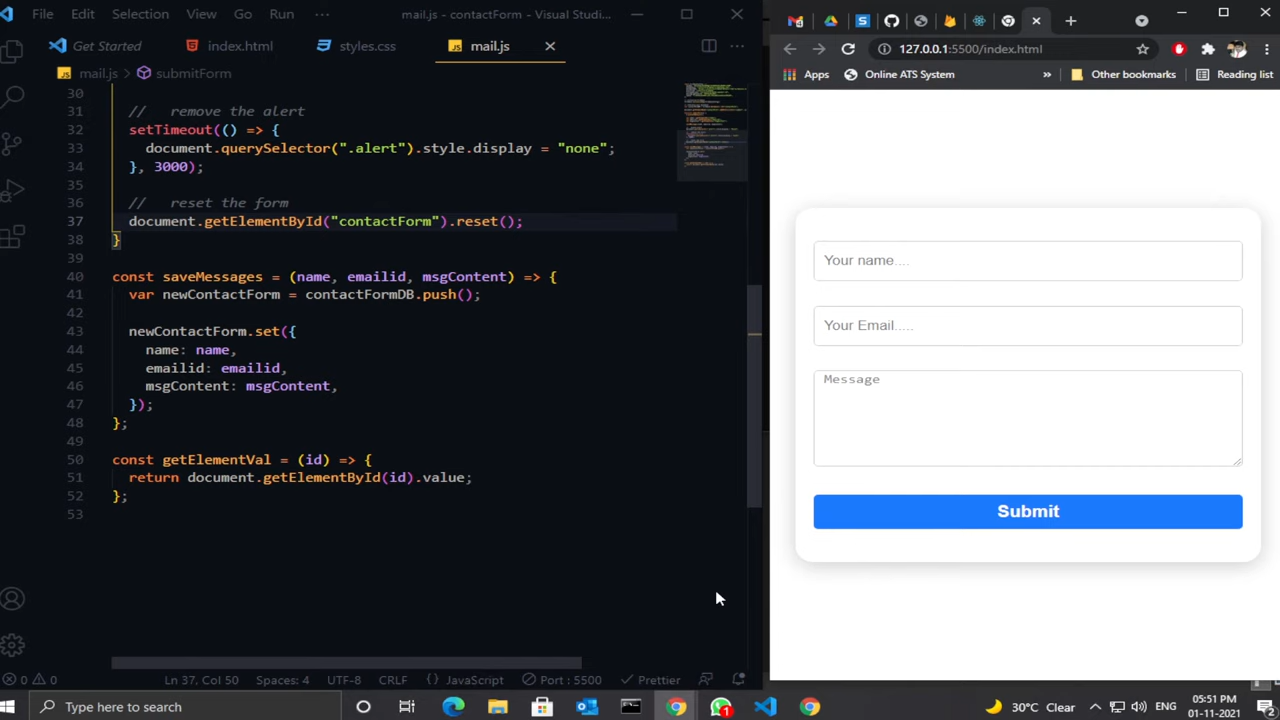 File Edit Selection View Go Run ··· mail.js - contactForm - Visual Studi...
Get Started index.html styles.css mail.js
mail.js > submitForm
30
31 // remove the alert
32 setTimeout(() => {
33 document.querySelector(".alert").style.display = "none";
34 }, 3000);
35
36 // reset the form
37 document.getElementById("contactForm").reset();
38 }
39
40 const saveMessages = (name, emailid, msgContent) => {
41 var newContactForm = contactFormDB.push();
42
43 newContactForm.set({
44 name: name,
45 emailid: emailid,
46 msgContent: msgContent,
47 });
48 };
49
50 const getElementVal = (id) => {
51 return document.getElementById(id).value;
52 };
53
0 0 Ln 37, Col 50 Spaces: 4 UTF-8 CRLF {} JavaScript Port : 5500 Prettier
127.0.0.1:5500/index.html
Apps Online ATS System » Other bookmarks Reading list
Your name....
Your Email.....
Message
Submit
Type here to search
1
30°C Clear ENG
05:51 PM
01-11-2021
2